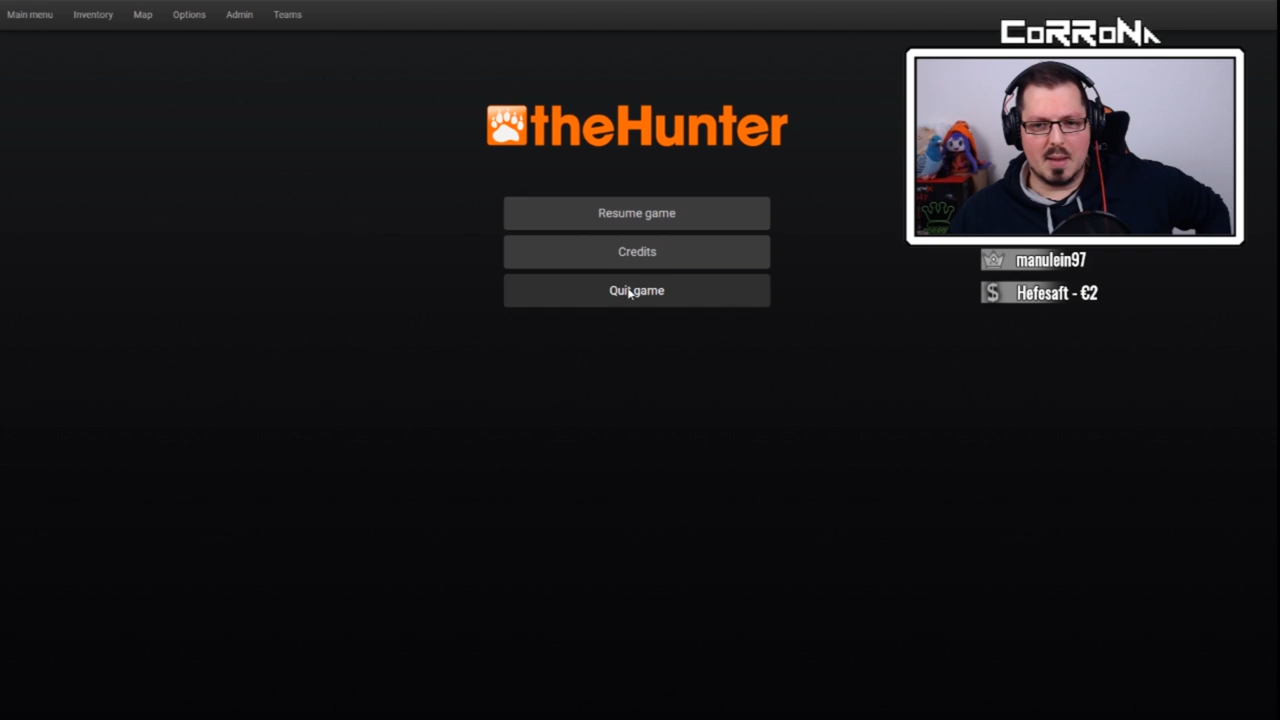 Main menu Inventory Map Options Admin Teams
CoRRoNA
theHunter
Resume game
Credits
Quit game
manulein97
$ Hefesaft - €2